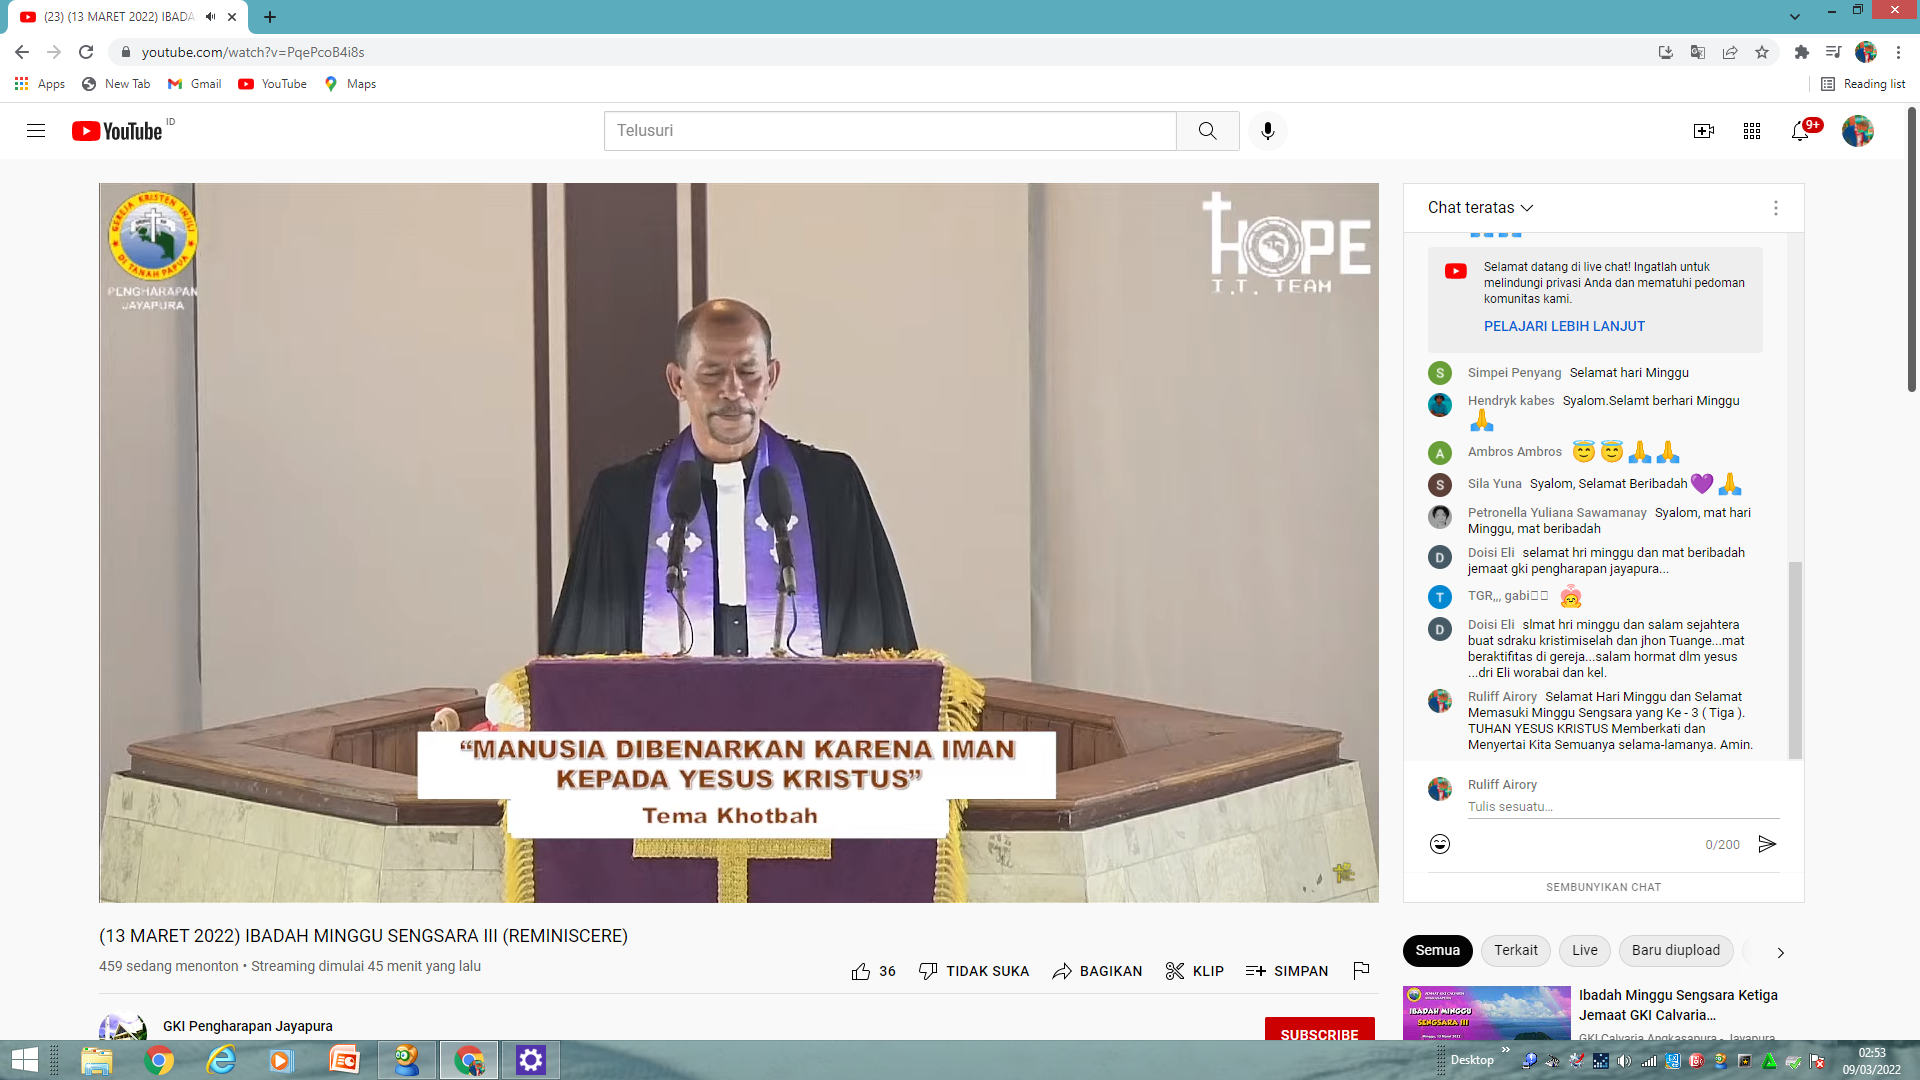 (23) (13 MARET 2022) IBADA
youtube.com/watch?v=PqePcoB4i8s
Apps
New Tab
Gmail
YouTube
Maps
Reading list
YouTube ID
Telusuri
9+
GEREJA KRISTEN INJILI
DI TANAH PAPUA
PENGHARAPAN
JAYAPURA
HOPE
I.T. TEAM
“MANUSIA DIBENARKAN KARENA IMAN
KEPADA YESUS KRISTUS”
Tema Khotbah
Chat teratas
Selamat datang di live chat! Ingatlah untuk
melindungi privasi Anda dan mematuhi pedoman
komunitas kami.
PELAJARI LEBIH LANJUT
S Simpei Penyang Selamat hari Minggu
Hendryk kabes Syalom.Selamt berhari Minggu
🙏
A Ambros Ambros 😇😇🙏🙏
S Sila Yuna Syalom, Selamat Beribadah💜🙏
Petronella Yuliana Sawamanay Syalom, mat hari
Minggu, mat beribadah
D Doisi Eli selamat hri minggu dan mat beribadah
jemaat gki pengharapan jayapura...
T TGR,,, gabi
D Doisi Eli slmat hri minggu dan salam sejahtera
buat sdraku kristimiselah dan jhon Tuange...mat
beraktifitas di gereja...salam hormat dlm yesus
...dri Eli worabai dan kel.
Ruliff Airory Selamat Hari Minggu dan Selamat
Memasuki Minggu Sengsara yang Ke - 3 ( Tiga ).
TUHAN YESUS KRISTUS Memberkati dan
Menyertai Kita Semuanya selama-lamanya. Amin.
Ruliff Airory
Tulis sesuatu...
0/200
SEMBUNYIKAN CHAT
(13 MARET 2022) IBADAH MINGGU SENGSARA III (REMINISCERE)
459 sedang menonton • Streaming dimulai 45 menit yang lalu
36
TIDAK SUKA
BAGIKAN
KLIP
SIMPAN
GKI Pengharapan Jayapura
SUBSCRIBE
Semua
Terkait
Live
Baru diupload
IBADAH MINGGU
SENGSARA III
Ibadah Minggu Sengsara Ketiga
Jemaat GKI Calvaria...
GKI Calvaria Angkasapura - Jayapura
Desktop
02:53
09/03/2022